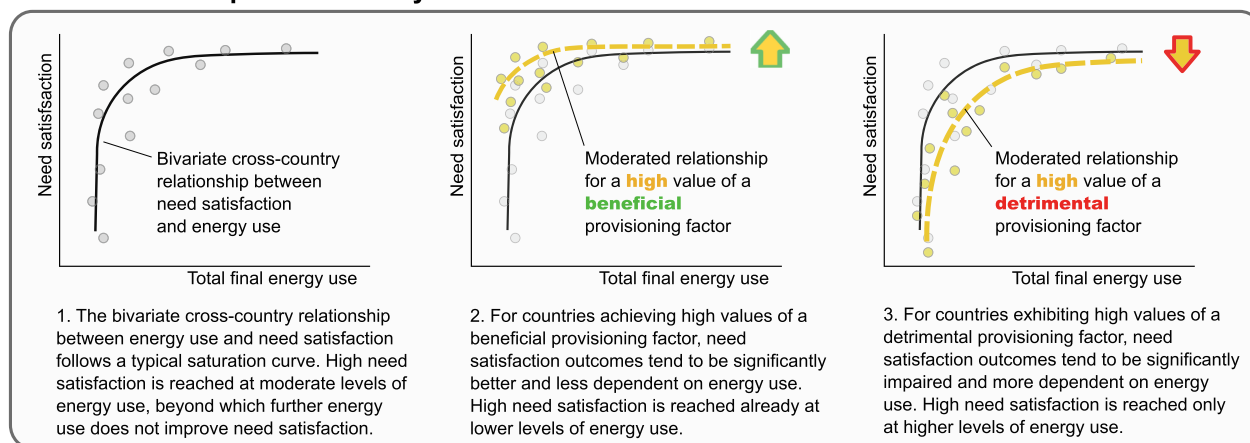 Need satisfsaction
Bivariate cross-country
relationship between
need satisfaction
and energy use
Total final energy use
1. The bivariate cross-country relationship
between energy use and need satisfaction
follows a typical saturation curve. High need
satisfaction is reached at moderate levels of
energy use, beyond which further energy
use does not improve need satisfaction.
Need satisfaction
Moderated relationship
for a high value of a
beneficial
provisioning factor
Total final energy use
2. For countries achieving high values of a
beneficial provisioning factor, need
satisfaction outcomes tend to be significantly
better and less dependent on energy use.
High need satisfaction is reached already at
lower levels of energy use.
Need satisfaction
Moderated relationship
for a high value of a
detrimental
provisioning factor
Total final energy use
3. For countries exhibiting high values of a
detrimental provisioning factor, need
satisfaction outcomes tend to be significantly
impaired and more dependent on energy
use. High need satisfaction is reached only
at higher levels of energy use.